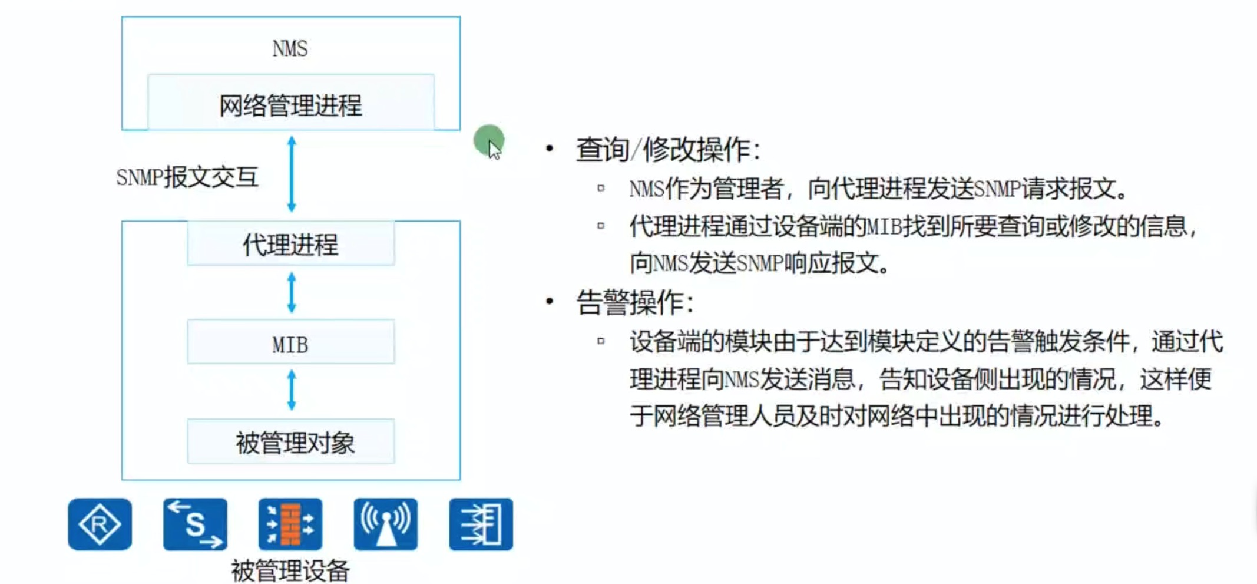 NMS
网络管理进程
SNMP报文交互
代理进程
MIB
被管理对象
R
S
被管理设备
• 查询/修改操作：
▫ NMS作为管理者，向代理进程发送SNMP请求报文。
▫ 代理进程通过设备端的MIB找到所要查询或修改的信息，
向NMS发送SNMP响应报文。
• 告警操作：
▫ 设备端的模块由于达到模块定义的告警触发条件，通过代
理进程向NMS发送消息，告知设备侧出现的情况，这样便
于网络管理人员及时对网络中出现的情况进行处理。